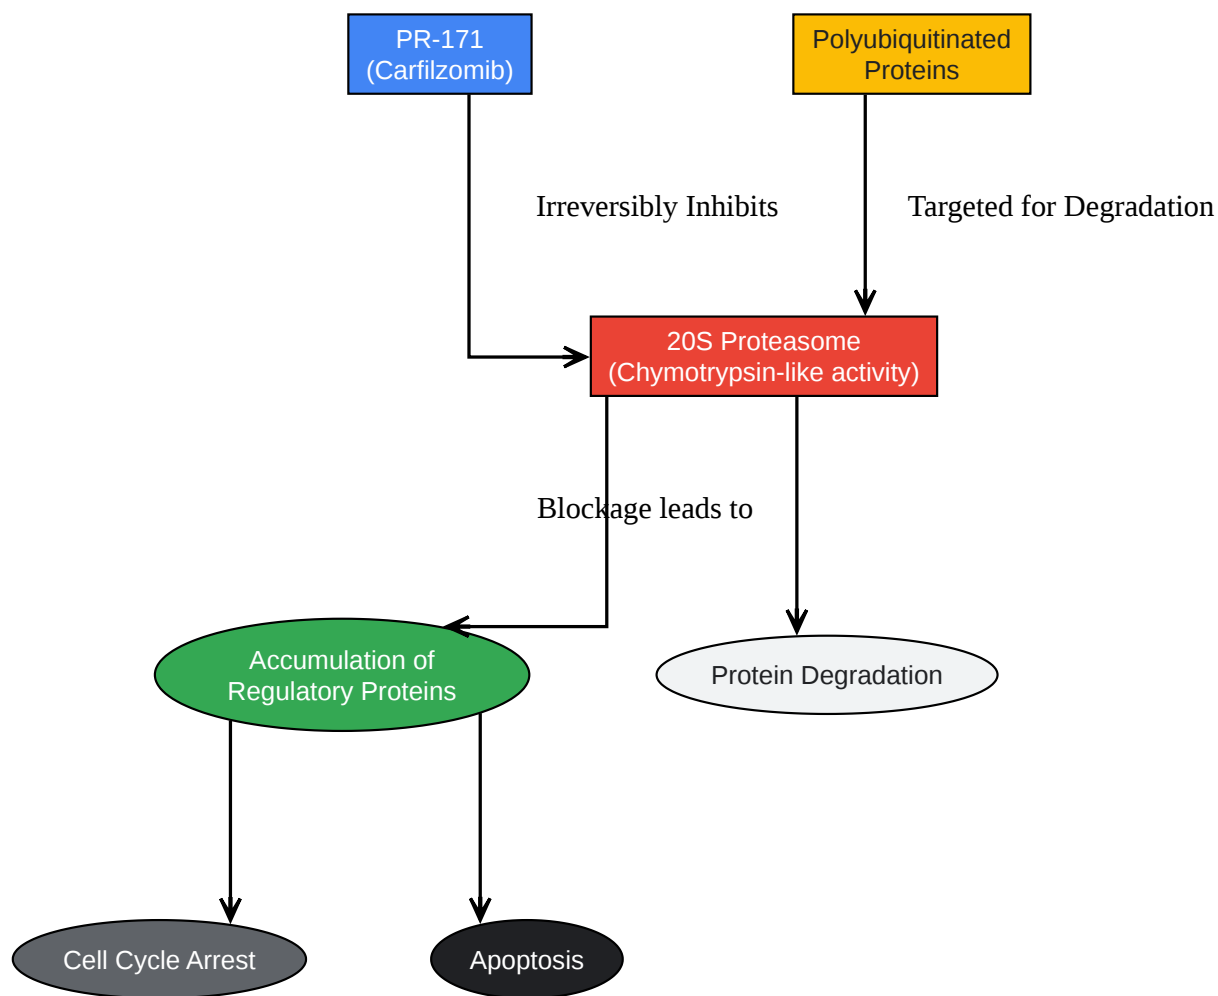 PR-171
(Carfilzomib)
Polyubiquitinated
Proteins
Irreversibly Inhibits
Targeted for Degradation
20S Proteasome
(Chymotrypsin-like activity)
Blockage leads to
Accumulation of
Regulatory Proteins
Protein Degradation
Cell Cycle Arrest
Apoptosis